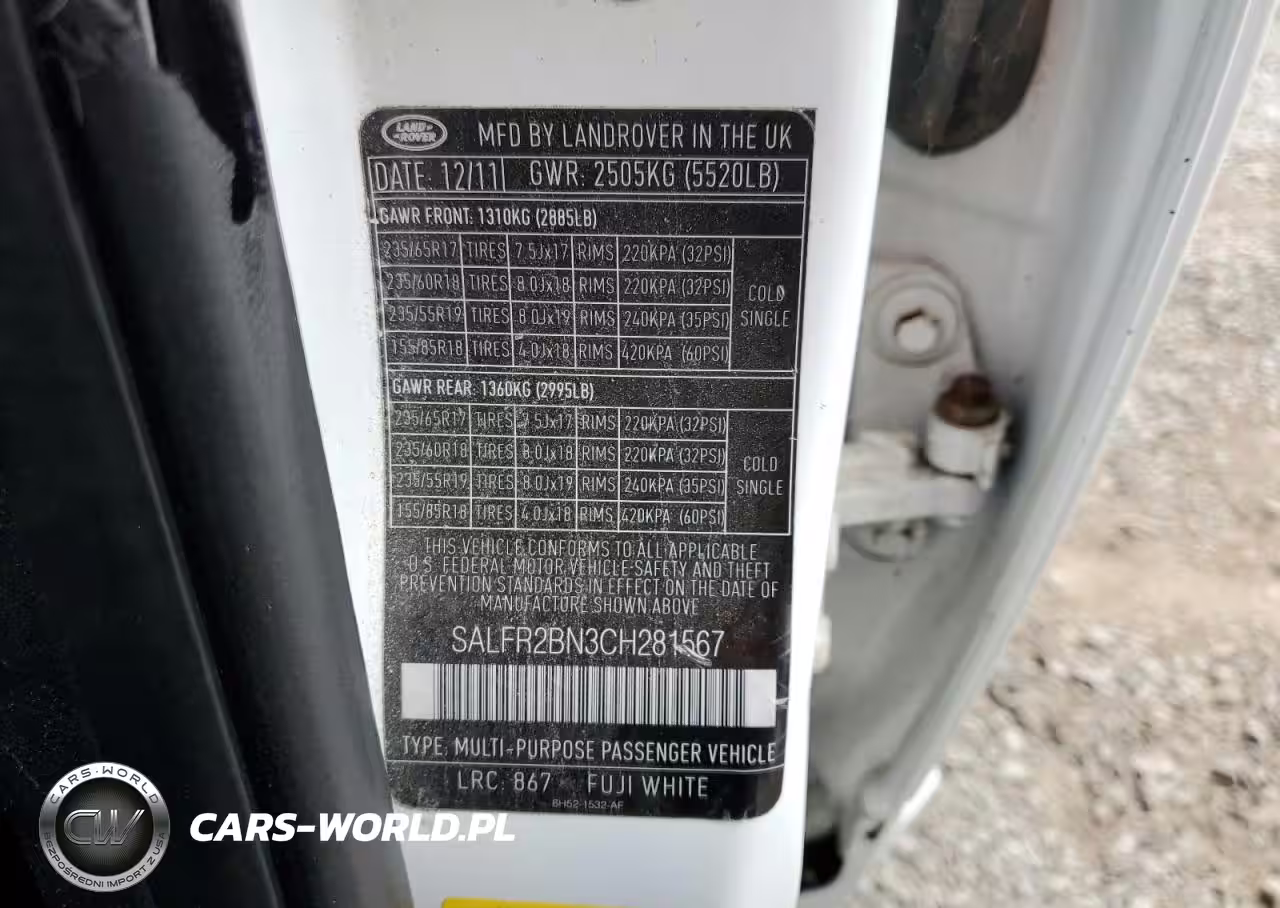 LAND ROVER
MFD BY LANDROVER IN THE UK
DATE: 12/11 GWR: 2505KG (5520LB)
GAWR FRONT: 1310KG (2885LB)
235/65R17 TIRES 7.5Jx17 RIMS 220KPA (32PSI)
235/60R18 TIRES 8.0Jx18 RIMS 220KPA (32PSI)
235/55R19 TIRES 8.0Jx19 RIMS 240KPA (35PSI)
155/85R18 TIRES 4.0Jx18 RIMS 420KPA (60PSI)
COLD
SINGLE
GAWR REAR: 1360KG (2995LB)
235/65R17 TIRES 7.5Jx17 RIMS 220KPA (32PSI)
235/60R18 TIRES 8.0Jx18 RIMS 220KPA (32PSI)
235/55R19 TIRES 8.0Jx19 RIMS 240KPA (35PSI)
155/85R18 TIRES 4.0Jx18 RIMS 420KPA (60PSI)
COLD
SINGLE
THIS VEHICLE CONFORMS TO ALL APPLICABLE
U.S. FEDERAL MOTOR VEHICLE SAFETY AND THEFT
PREVENTION STANDARDS IN EFFECT ON THE DATE OF
MANUFACTURE SHOWN ABOVE
SALFR2BN3CH281567
TYPE: MULTI-PURPOSE PASSENGER VEHICLE
LRC: 867 FUJI WHITE
BH52-1532-AF
CARS-WORLD
CW
BEZPOŚREDNI IMPORT Z USA
CARS-WORLD.PL